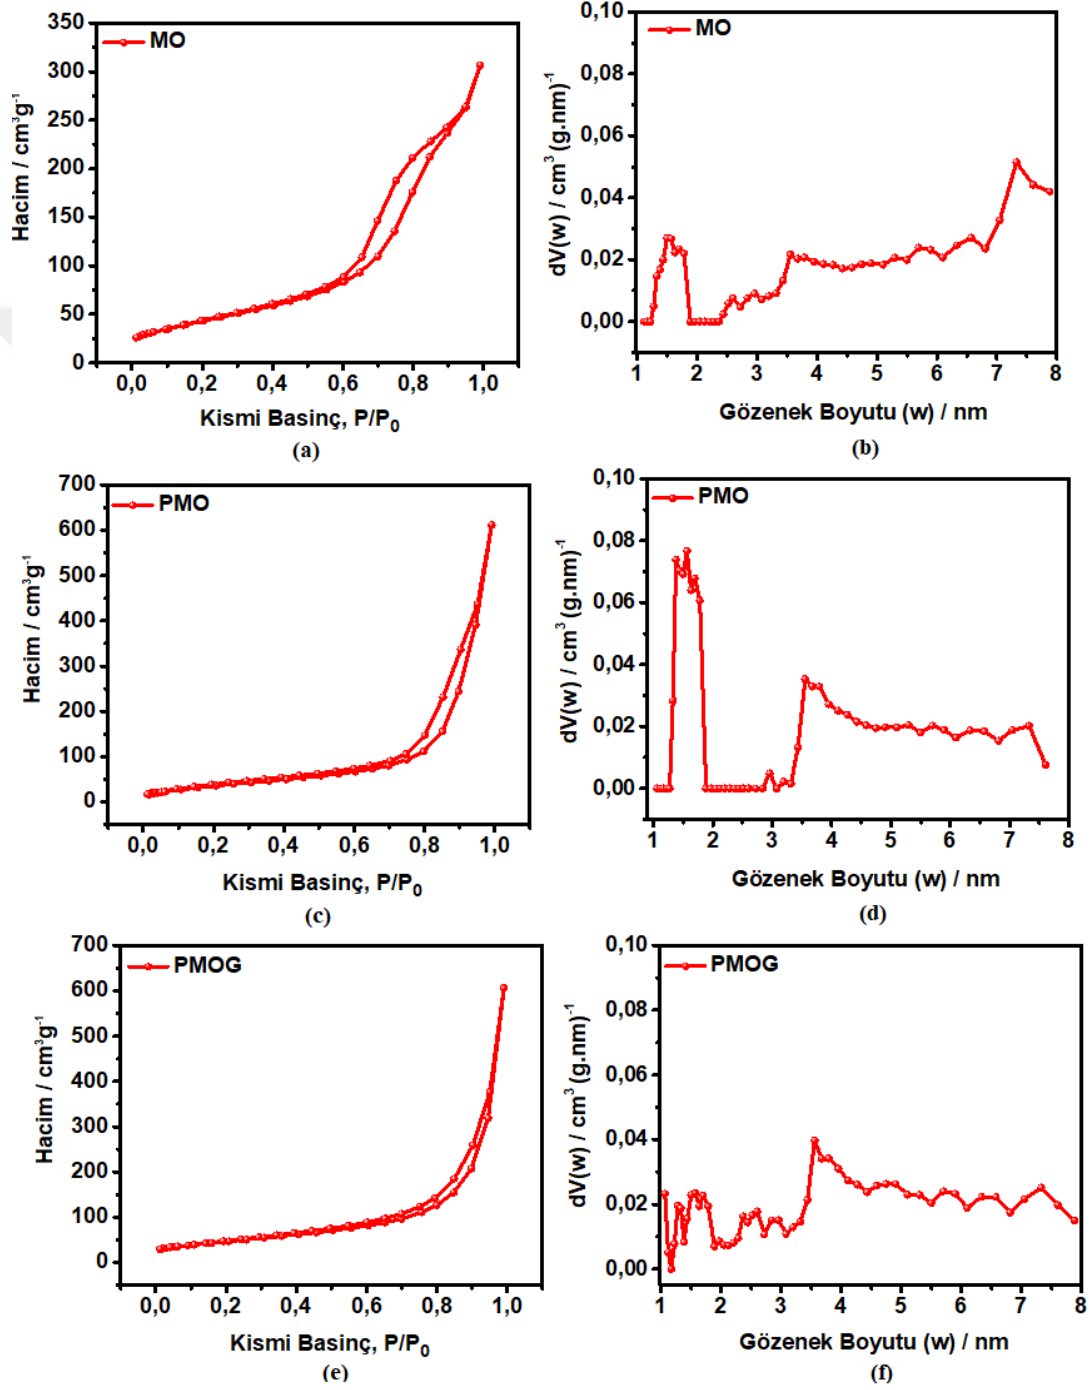 350
300
250
200
150
100
50
0
Hacim / cm³g⁻¹
MO
0,0 0,2 0,4 0,6 0,8 1,0
Kismi Basinç, P/P₀
(a)
0,10
0,08
0,06
0,04
0,02
0,00
dV(w) / cm³ (g.nm)⁻¹
MO
1 2 3 4 5 6 7 8
Gözenek Boyutu (w) / nm
(b)
700
600
500
400
300
200
100
0
Hacim / cm³g⁻¹
PMO
0,0 0,2 0,4 0,6 0,8 1,0
Kismi Basinç, P/P₀
(c)
0,10
0,08
0,06
0,04
0,02
0,00
dV(w) / cm³ (g.nm)⁻¹
PMO
1 2 3 4 5 6 7 8
Gözenek Boyutu (w) / nm
(d)
700
600
500
400
300
200
100
0
Hacim / cm³g⁻¹
PMOG
0,0 0,2 0,4 0,6 0,8 1,0
Kismi Basinç, P/P₀
(e)
0,10
0,08
0,06
0,04
0,02
0,00
dV(w) / cm³ (g.nm)⁻¹
PMOG
1 2 3 4 5 6 7 8
Gözenek Boyutu (w) / nm
(f)